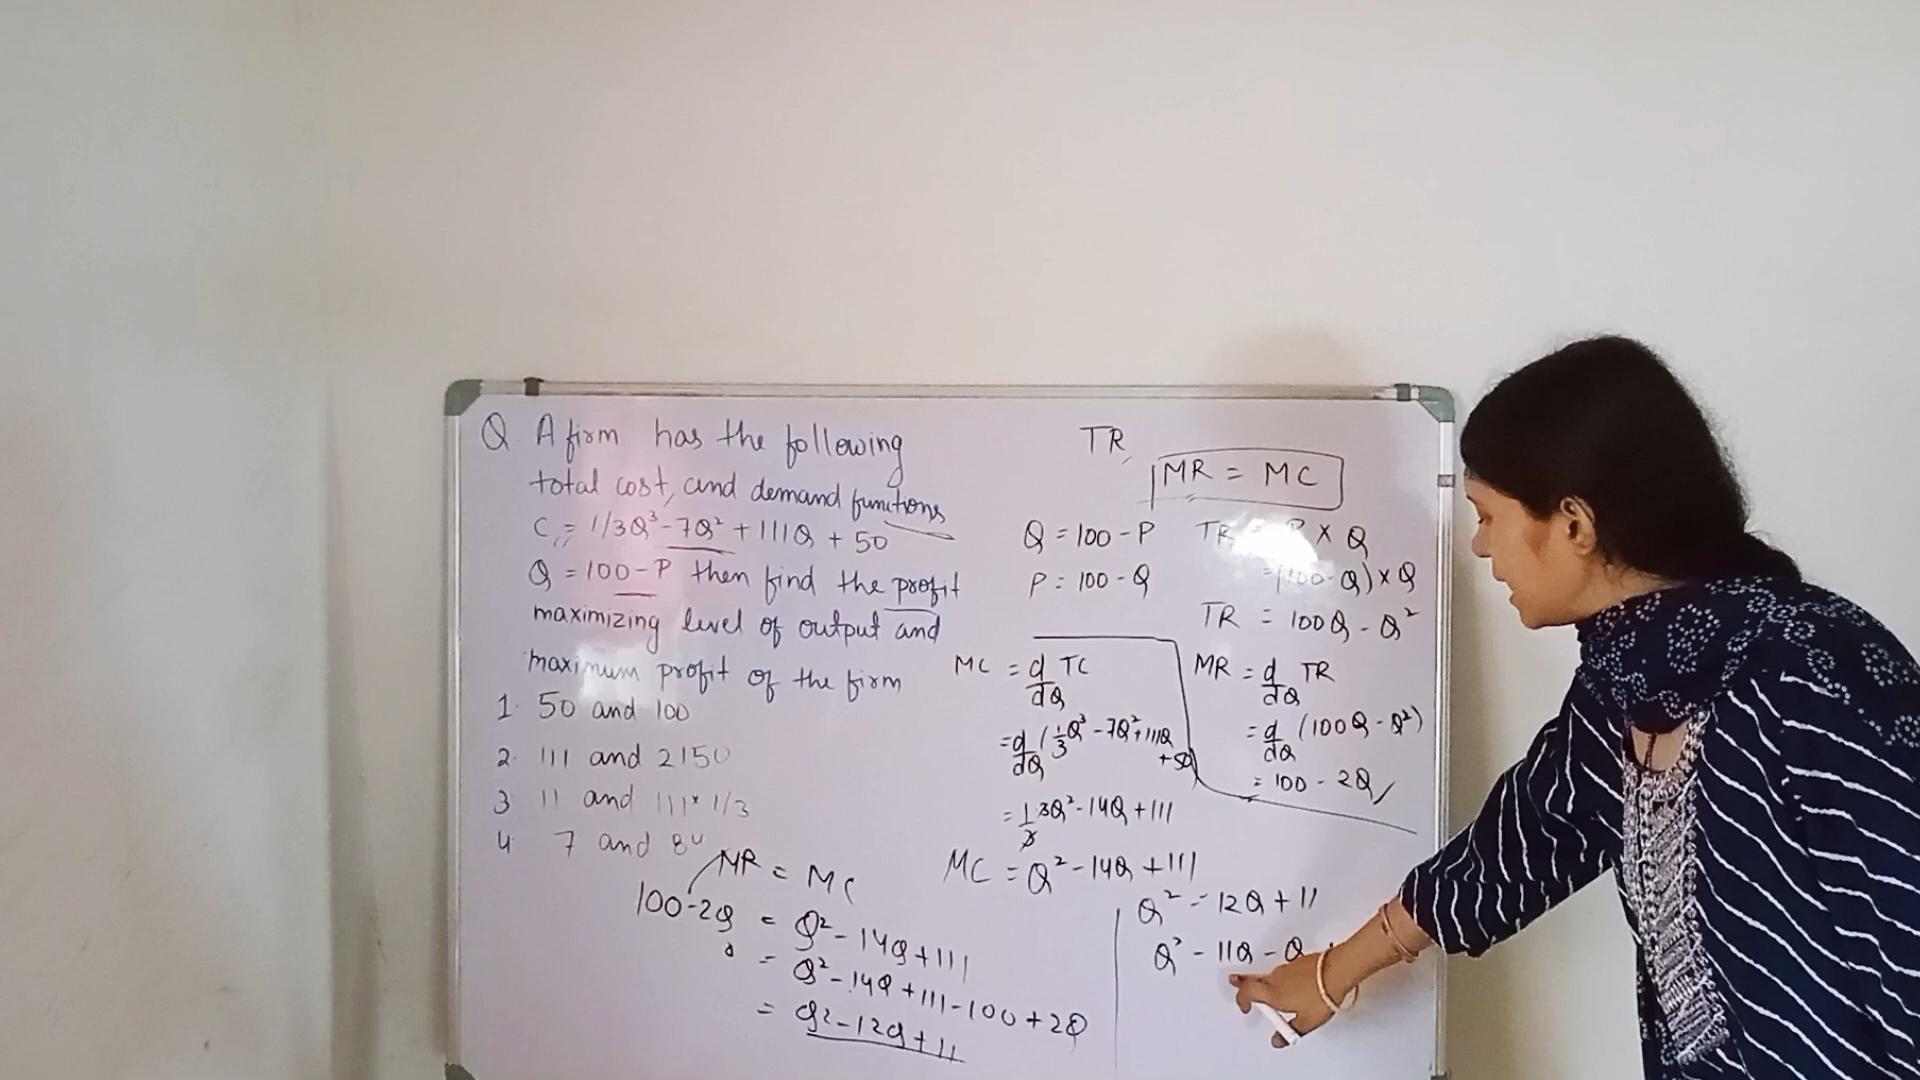 Q. A firm has the following
total cost, and demand functions
C = 1/3Q³ - 7Q² + 111Q + 50
Q = 100 - P then find the profit
maximizing level of output and
maximum profit of the firm
1. 50 and 100
2. 111 and 2150
3. 11 and 111 × 1/3
4. 7 and 84
MR = MC
100 - 2Q = Q² - 14Q + 111
= Q² - 14Q + 111 - 100 + 2Q
= Q² - 12Q + 11
TR
MR = MC
Q = 100 - P
P = 100 - Q
TR = P × Q
= (100 - Q) × Q
TR = 100Q - Q²
MC = d/dQ TC
= d/dQ (1/3 Q³ - 7Q² + 111Q
+ 50)
= 1/3 3Q² - 14Q + 111
MC = Q² - 14Q + 111
MR = d/dQ TR
= d/dQ (100Q - Q²)
= 100 - 2Q
Q² - 12Q + 11
Q² - 11Q - Q